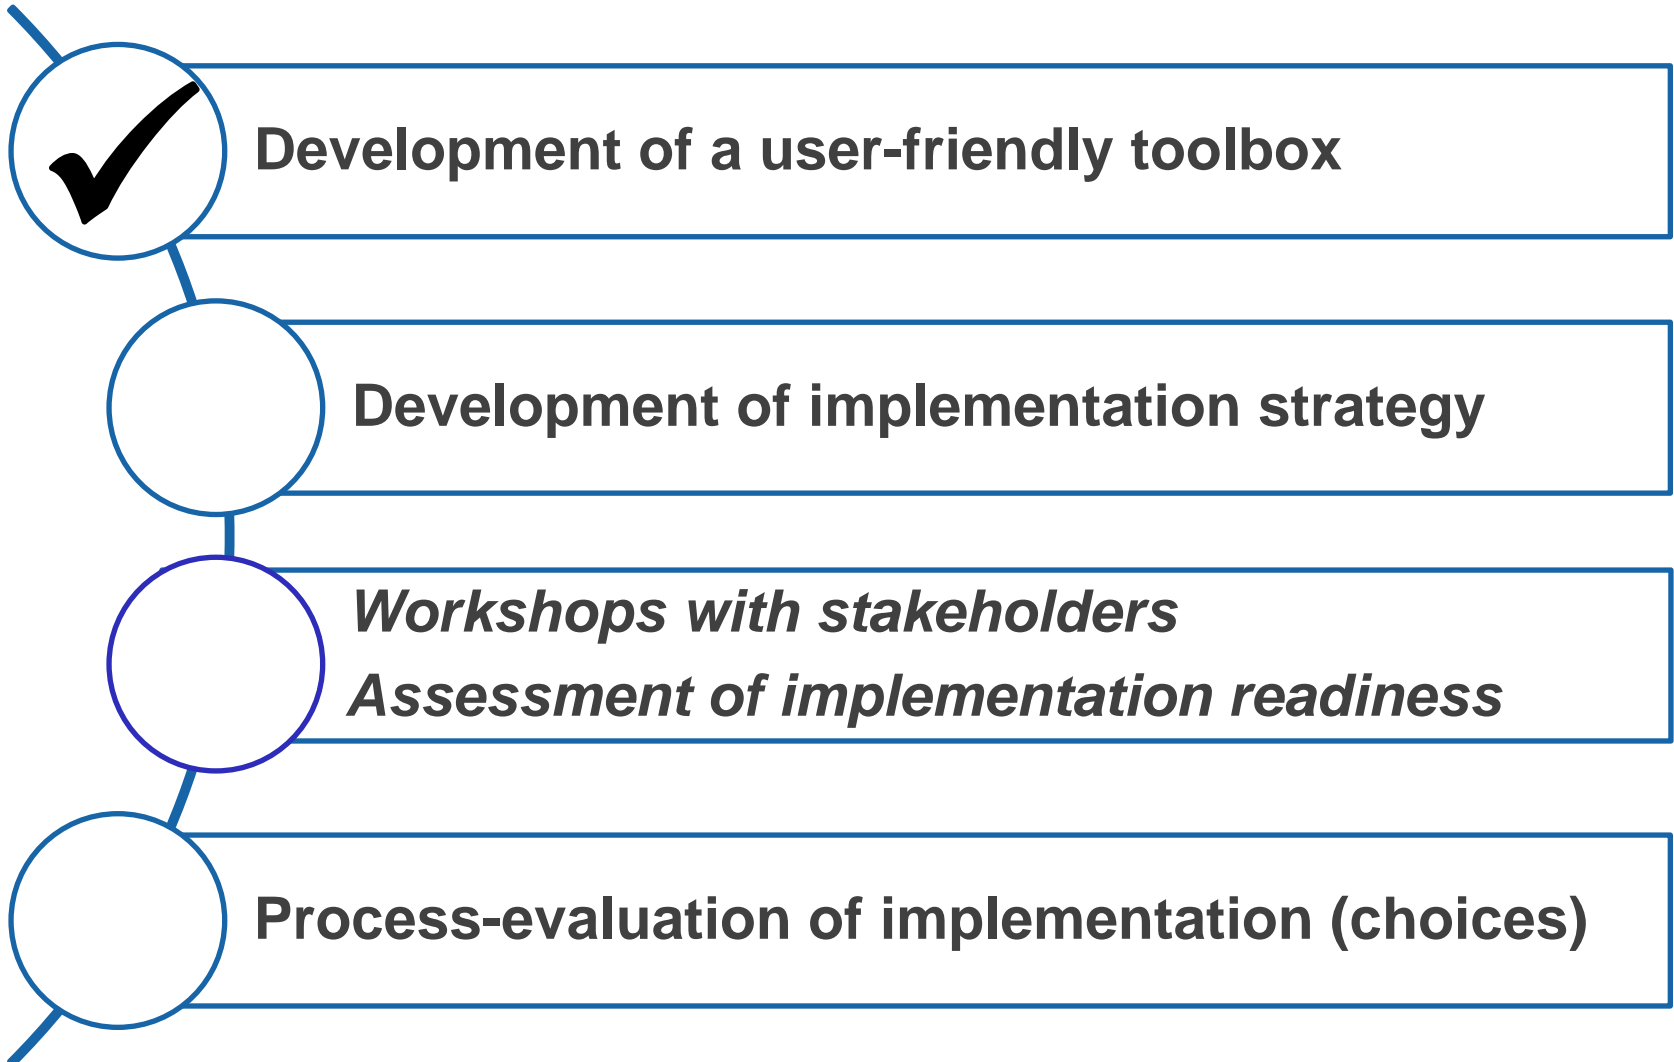 Development of a user-friendly toolbox
Development of implementation strategy
Workshops with stakeholders
Assessment of implementation readiness
Process-evaluation of implementation (choices)